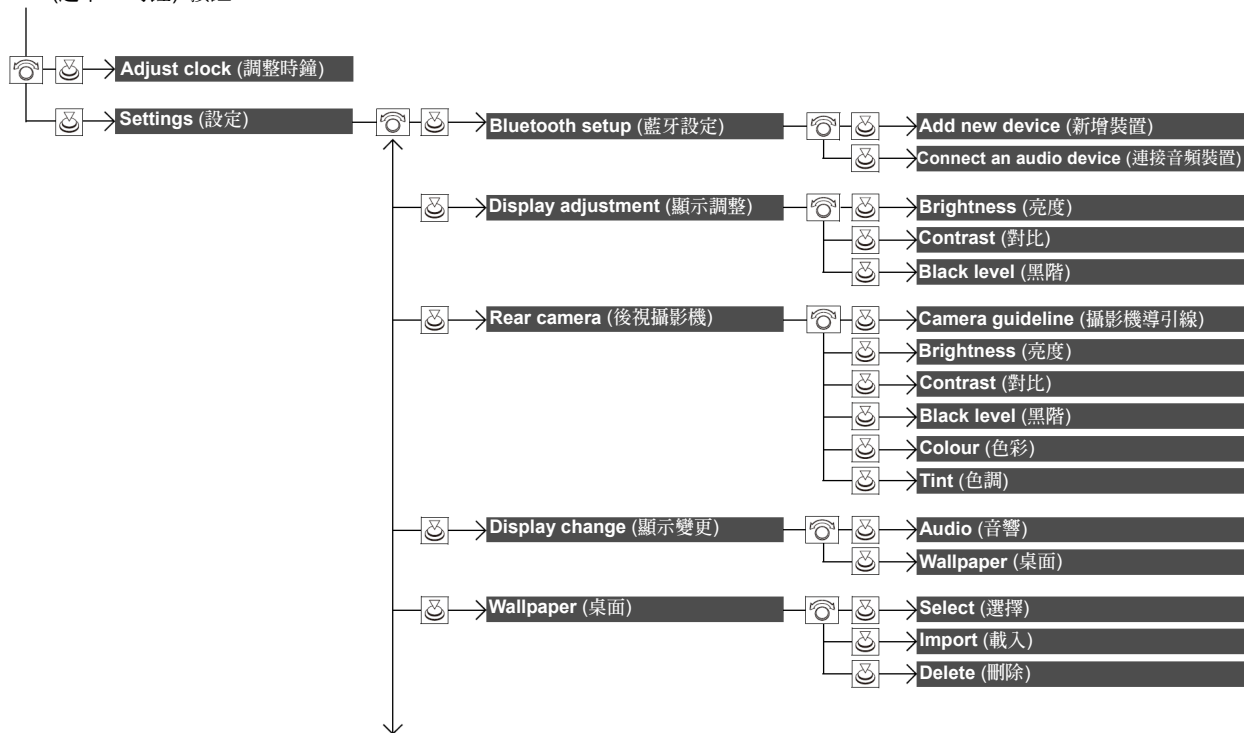 Adjust clock (調整時鐘)
Settings (設定)
Bluetooth setup (藍牙設定)
Add new device (新增裝置)
Connect an audio device (連接音頻裝置)
Display adjustment (顯示調整)
Brightness (亮度)
Contrast (對比)
Black level (黑階)
Rear camera (後視攝影機)
Camera guideline (攝影機導引線)
Brightness (亮度)
Contrast (對比)
Black level (黑階)
Colour (色彩)
Tint (色調)
Display change (顯示變更)
Audio (音響)
Wallpaper (桌面)
Wallpaper (桌面)
Select (選擇)
Import (載入)
Delete (刪除)